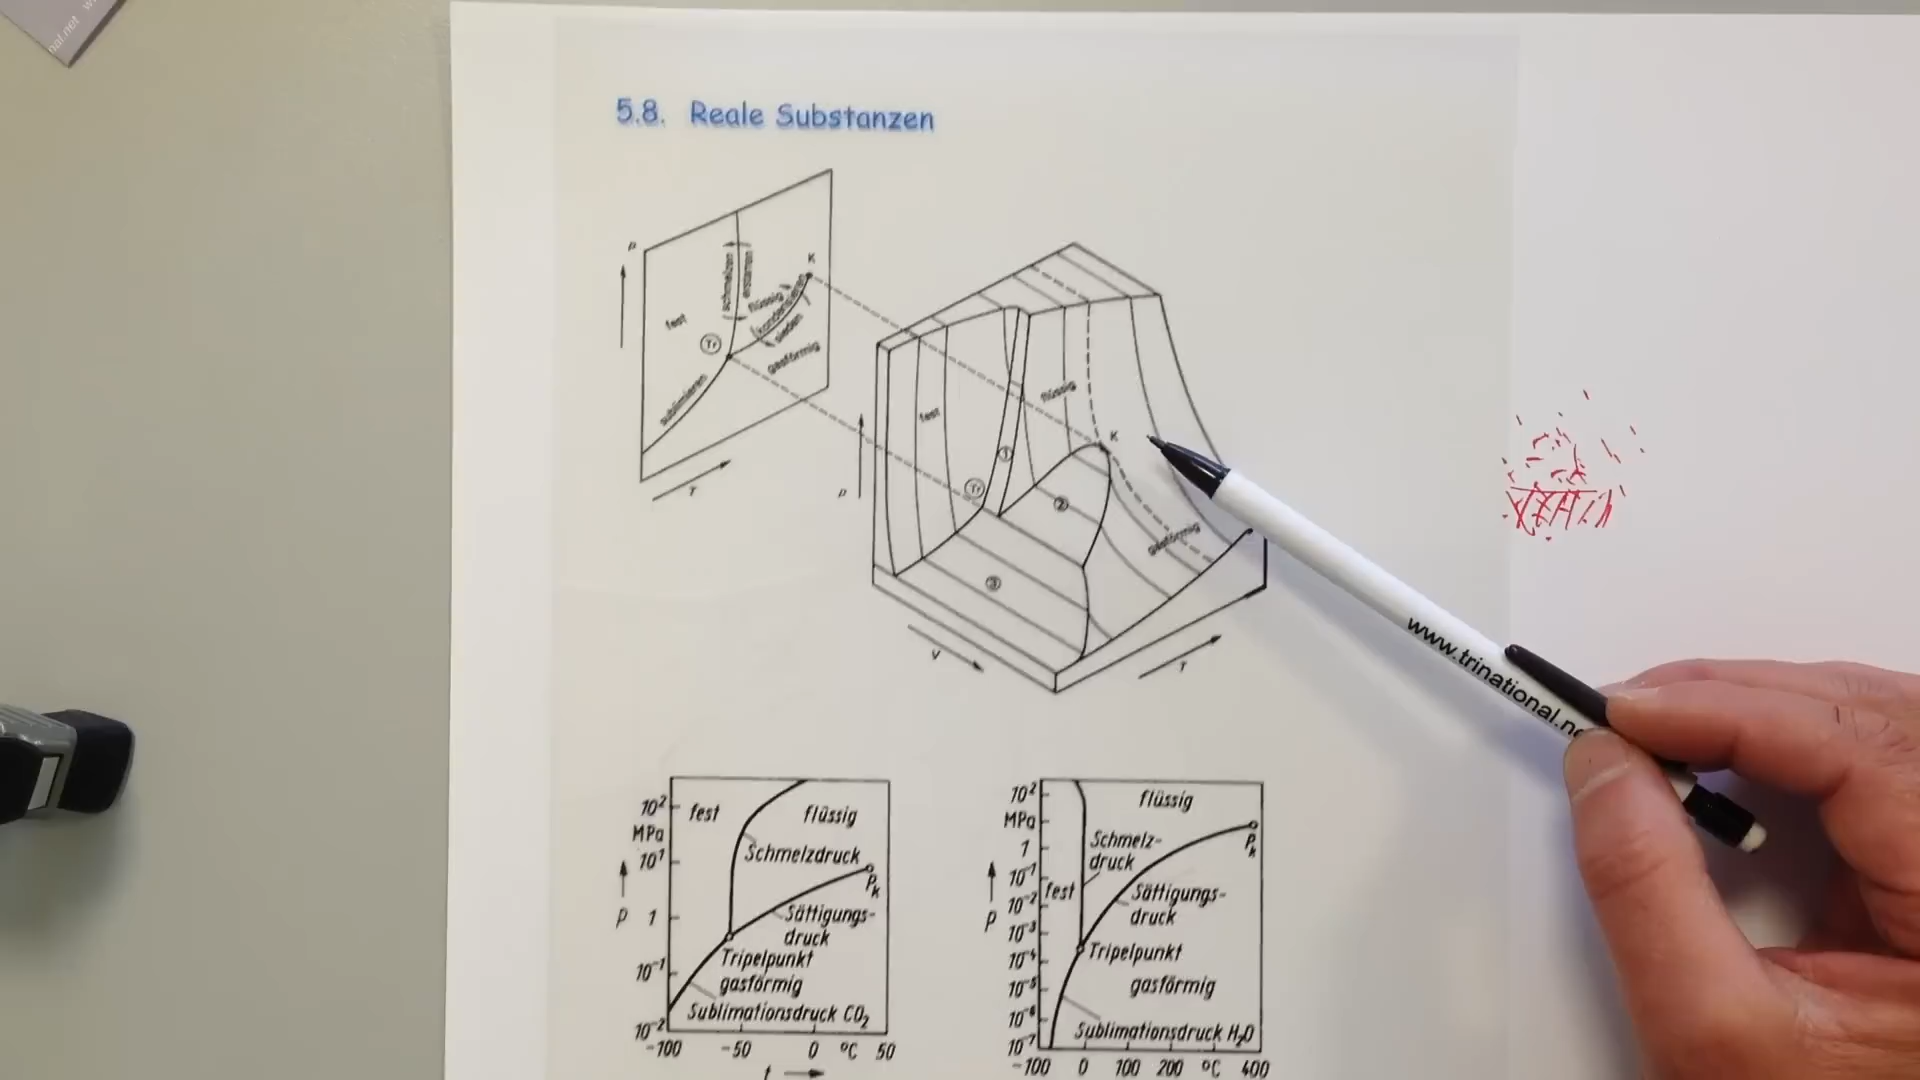 5.8. Reale Substanzen
p
K
schmelzen
erstarren
flüssig
kondensieren
sieden
fest
Tr
gasförmig
sublimieren
T
fest
flüssig
K
1
Tr
2
p
gasförmig
3
v
T
www.trinational.ne
10²
MPa
10¹
p 1
10⁻¹
10⁻²
fest
flüssig
Schmelzdruck
Pk
Sättigungs-
druck
Tripelpunkt
gasförmig
Sublimationsdruck CO₂
-100 -50 0 °C 50
t
10²
MPa
1
10⁻¹
10⁻²
p
10⁻³
10⁻⁴
10⁻⁵
10⁻⁶
10⁻⁷
flüssig
Schmelz-
druck
Pk
fest
Sättigungs-
druck
Tripelpunkt
gasförmig
Sublimationsdruck H₂O
-100 0 100 200 °C 400